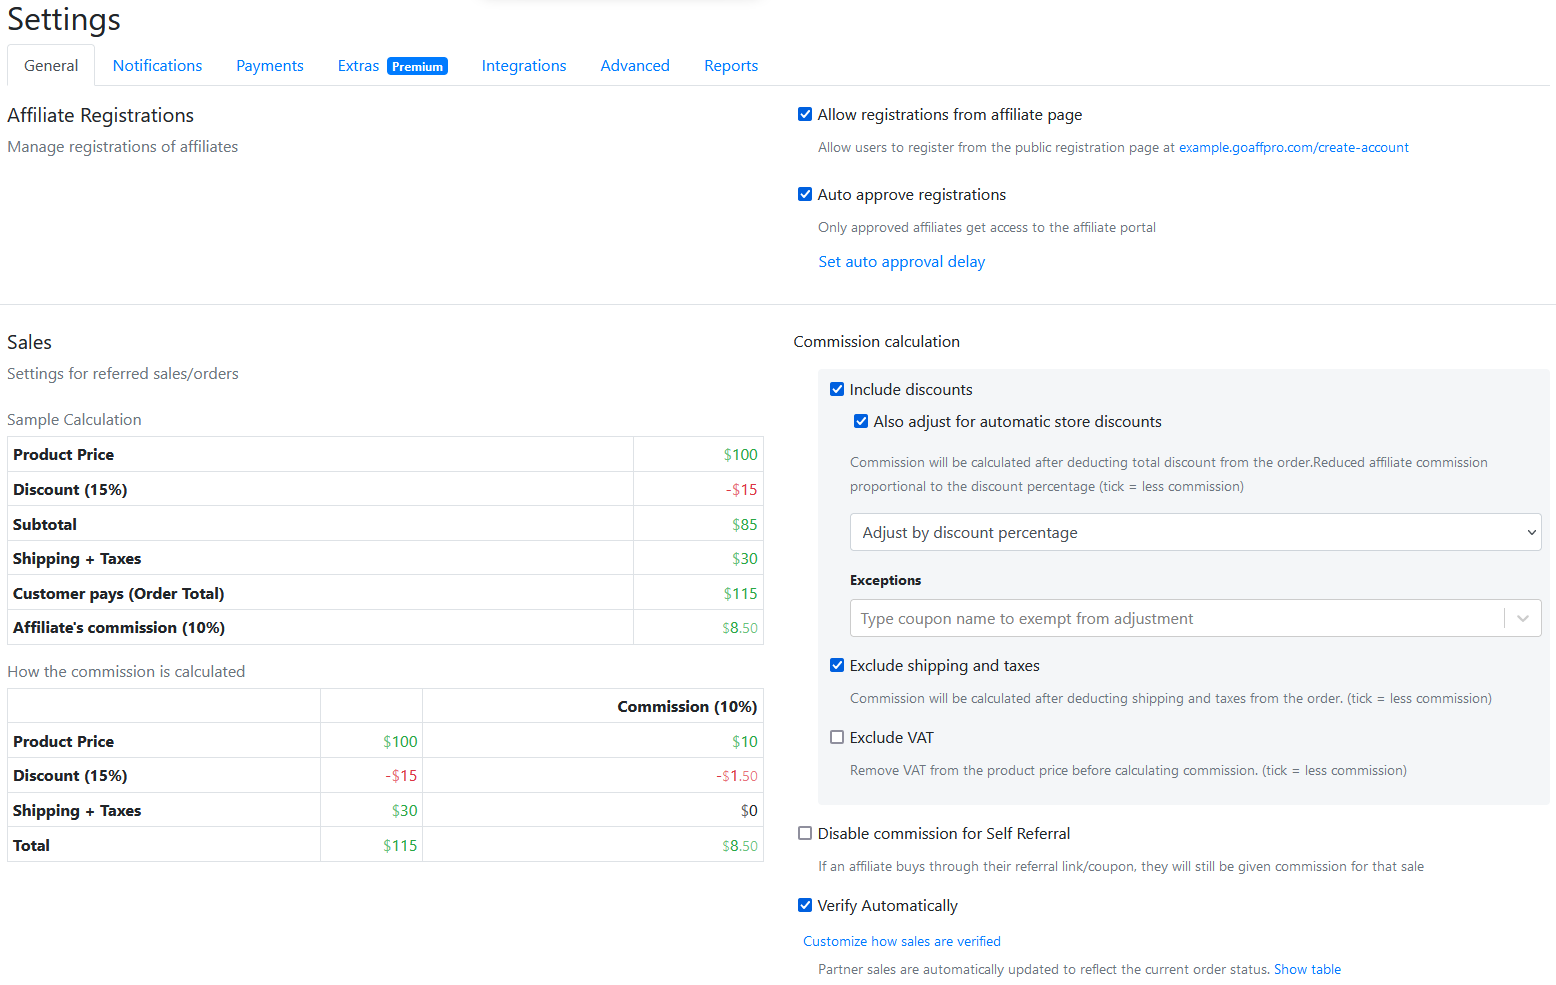 Settings
General
Notifications
Payments
Extras Premium
Integrations
Advanced
Reports
Affiliate Registrations
Manage registrations of affiliates
Allow registrations from affiliate page
Allow users to register from the public registration page at example.goaffpro.com/create-account
Auto approve registrations
Only approved affiliates get access to the affiliate portal
Set auto approval delay
Sales
Settings for referred sales/orders
Sample Calculation
Product Price $100
Discount (15%) -$15
Subtotal $85
Shipping + Taxes $30
Customer pays (Order Total) $115
Affiliate's commission (10%) $8.50
How the commission is calculated
Commission (10%)
Product Price $100 $10
Discount (15%) -$15 -$1.50
Shipping + Taxes $30 $0
Total $115 $8.50
Commission calculation
Include discounts
Also adjust for automatic store discounts
Commission will be calculated after deducting total discount from the order.Reduced affiliate commission
proportional to the discount percentage (tick = less commission)
Adjust by discount percentage
Exceptions
Type coupon name to exempt from adjustment
Exclude shipping and taxes
Commission will be calculated after deducting shipping and taxes from the order. (tick = less commission)
Exclude VAT
Remove VAT from the product price before calculating commission. (tick = less commission)
Disable commission for Self Referral
If an affiliate buys through their referral link/coupon, they will still be given commission for that sale
Verify Automatically
Customize how sales are verified
Partner sales are automatically updated to reflect the current order status. Show table